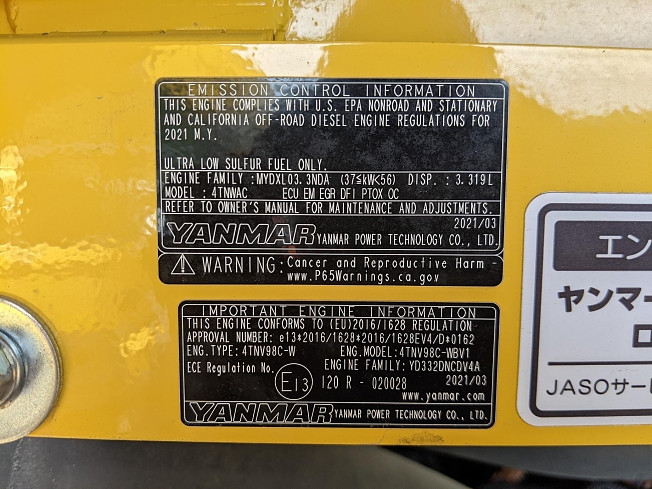 EMISSION CONTROL INFORMATION
THIS ENGINE COMPLIES WITH U.S. EPA NONROAD AND STATIONARY
AND CALIFORNIA OFF-ROAD DIESEL ENGINE REGULATIONS FOR
2021 M.Y.
ULTRA LOW SULFUR FUEL ONLY.
ENGINE FAMILY : MYDXL03.3NDA (37≤kW<56) DISP. : 3.319L
MODEL : 4TNWAC ECU EM EGR DFI PTOX OC
REFER TO OWNER'S MANUAL FOR MAINTENANCE AND ADJUSTMENTS.
2021/03
YANMAR YANMAR POWER TECHNOLOGY CO., LTD.
WARNING: Cancer and Reproductive Harm -
www.P65Warnings.ca.gov
IMPORTANT ENGINE INFORMATION
THIS ENGINE CONFORMS TO (EU)2016/1628 REGULATION
APPROVAL NUMBER: e13*2016/1628*2016/1628EV4/D*0162
ENG.TYPE:4TNV98C-W ENG.MODEL:4TNV98C-WBV1
ENGINE FAMILY:YD332DNCDV4A
ECE Regulation No. E13 120 R - 020028 2021/03
www.yanmar.com
YANMAR YANMAR POWER TECHNOLOGY CO., LTD.
エン
ヤンマー
ロ
JASOサービ